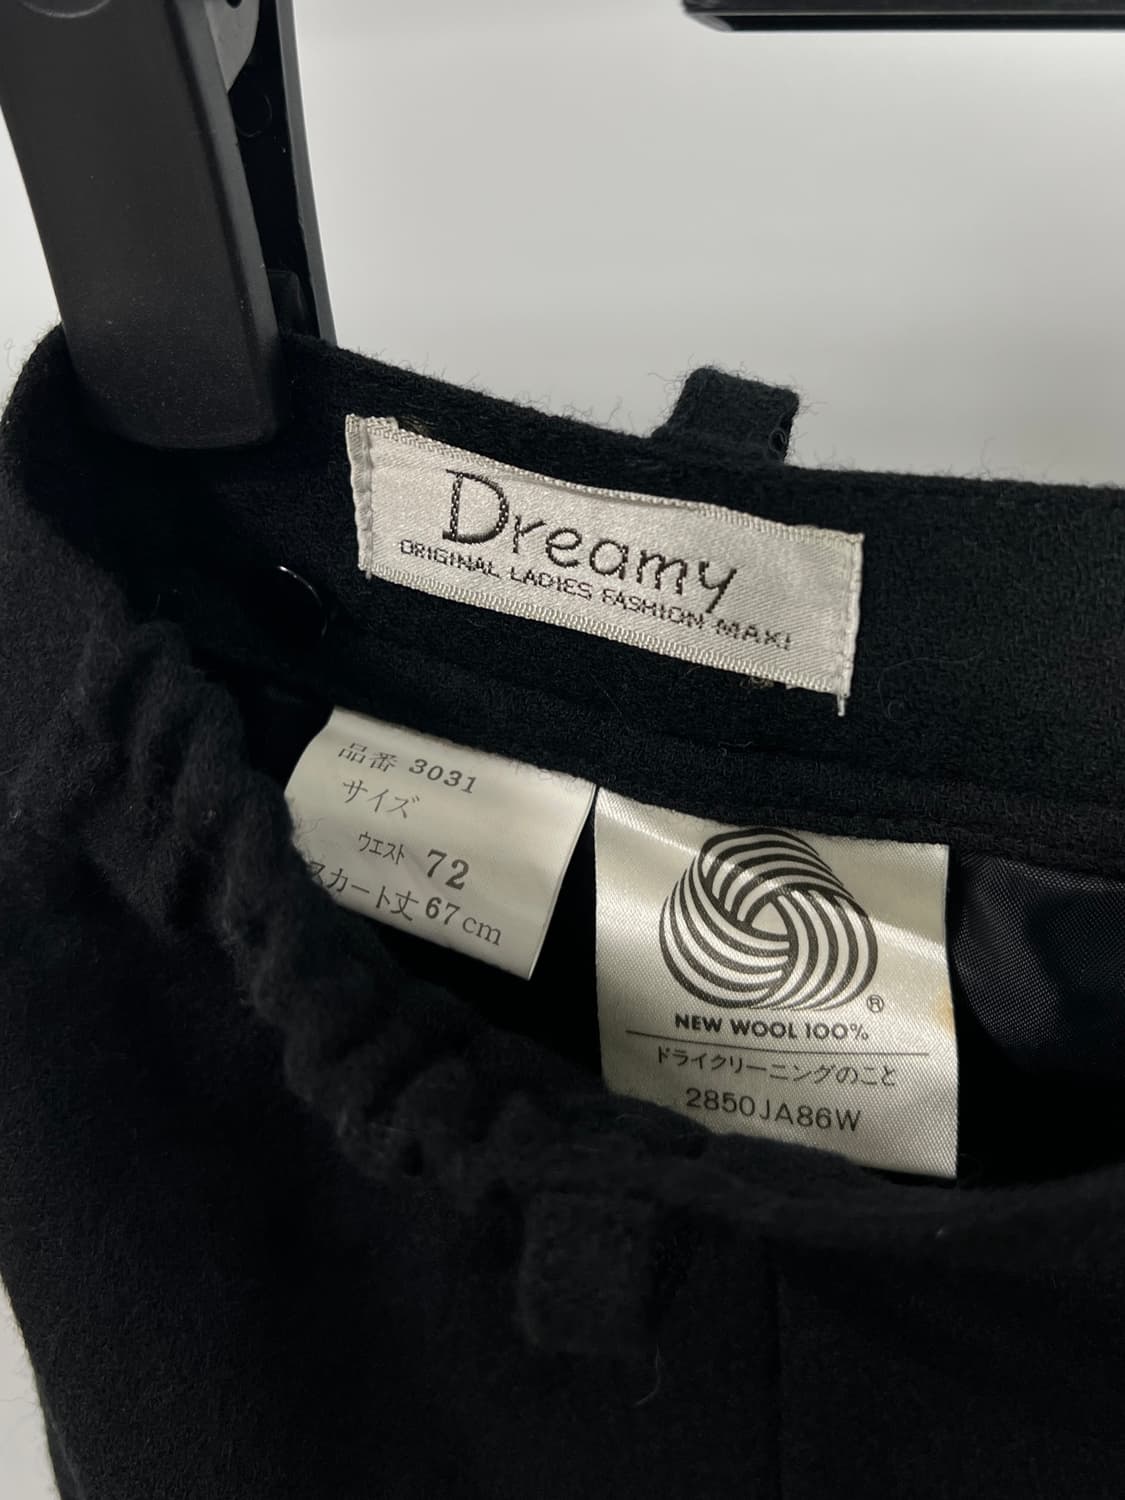 Dreamy
ORIGINAL LADIES FASHION MAXI
品番 3031
サイズ
ウエスト 72
スカート丈 67cm
®
NEW WOOL 100%
ドライクリーニングのこと
2850JA86W